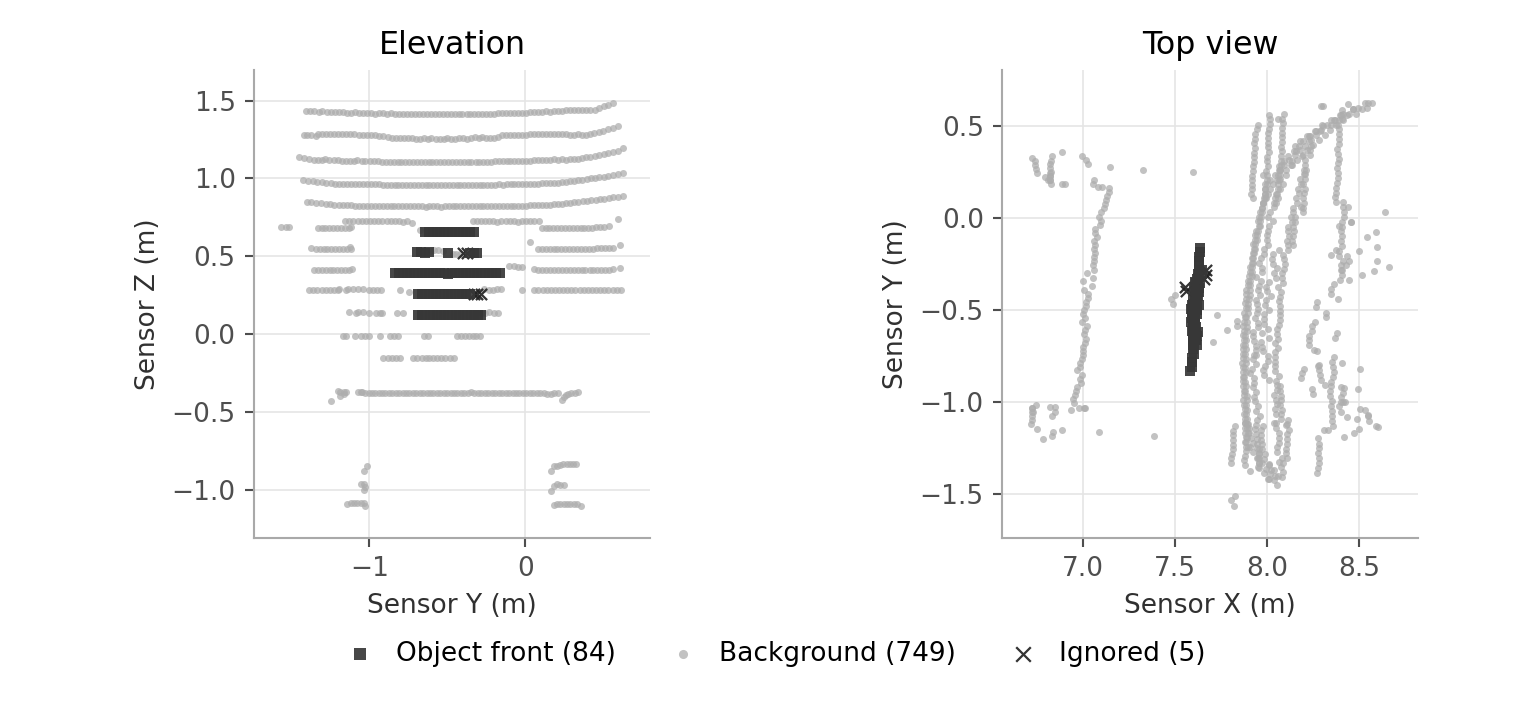 Elevation
Top view
1.5
1.0
0.5
0.0
−0.5
−1.0
Sensor Z (m)
−1
0
Sensor Y (m)
0.5
0.0
−0.5
−1.0
−1.5
Sensor Y (m)
7.0
7.5
8.0
8.5
Sensor X (m)
Object front (84)
Background (749)
Ignored (5)